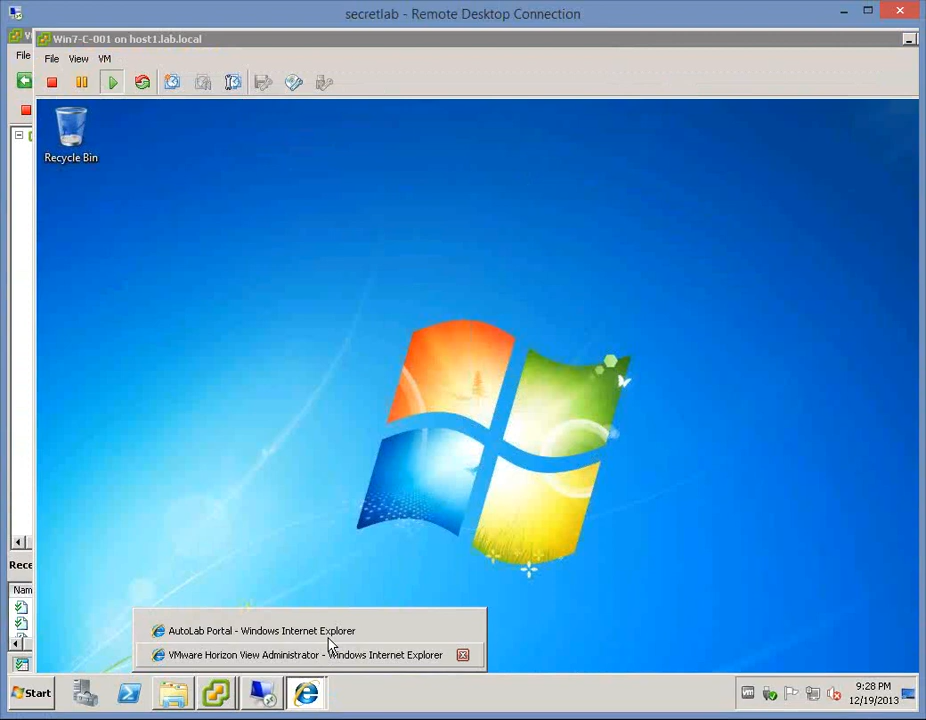 secretlab - Remote Desktop Connection
Win7-C-001 on host1.lab.local
File
File View VM
Recycle Bin
Rece
Nam
AutoLab Portal - Windows Internet Explorer
VMware Horizon View Administrator - Windows Internet Explorer
Start
vm
9:28 PM
12/19/2013